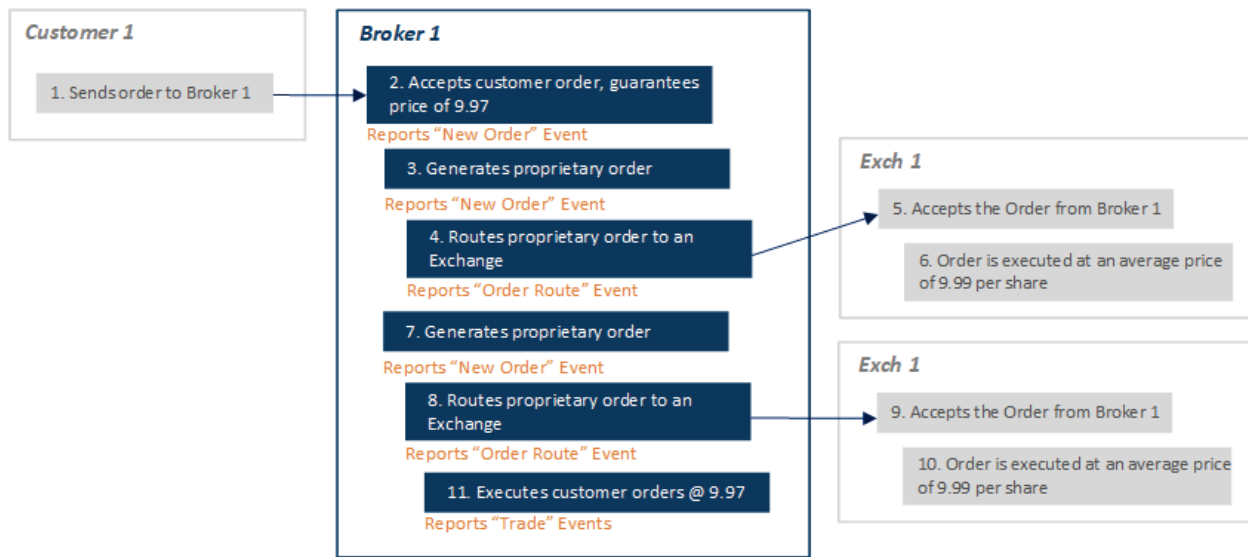 Customer 1
1. Sends order to Broker 1
Broker 1
2. Accepts customer order, guarantees
price of 9.97
Reports “New Order” Event
3. Generates proprietary order
Reports “New Order” Event
4. Routes proprietary order to an
Exchange
Reports “Order Route” Event
Exch 1
5. Accepts the Order from Broker 1
6. Order is executed at an average price
of 9.99 per share
7. Generates proprietary order
Reports “New Order” Event
8. Routes proprietary order to an
Exchange
Reports “Order Route” Event
Exch 1
9. Accepts the Order from Broker 1
10. Order is executed at an average price
of 9.99 per share
11. Executes customer orders @ 9.97
Reports “Trade” Events